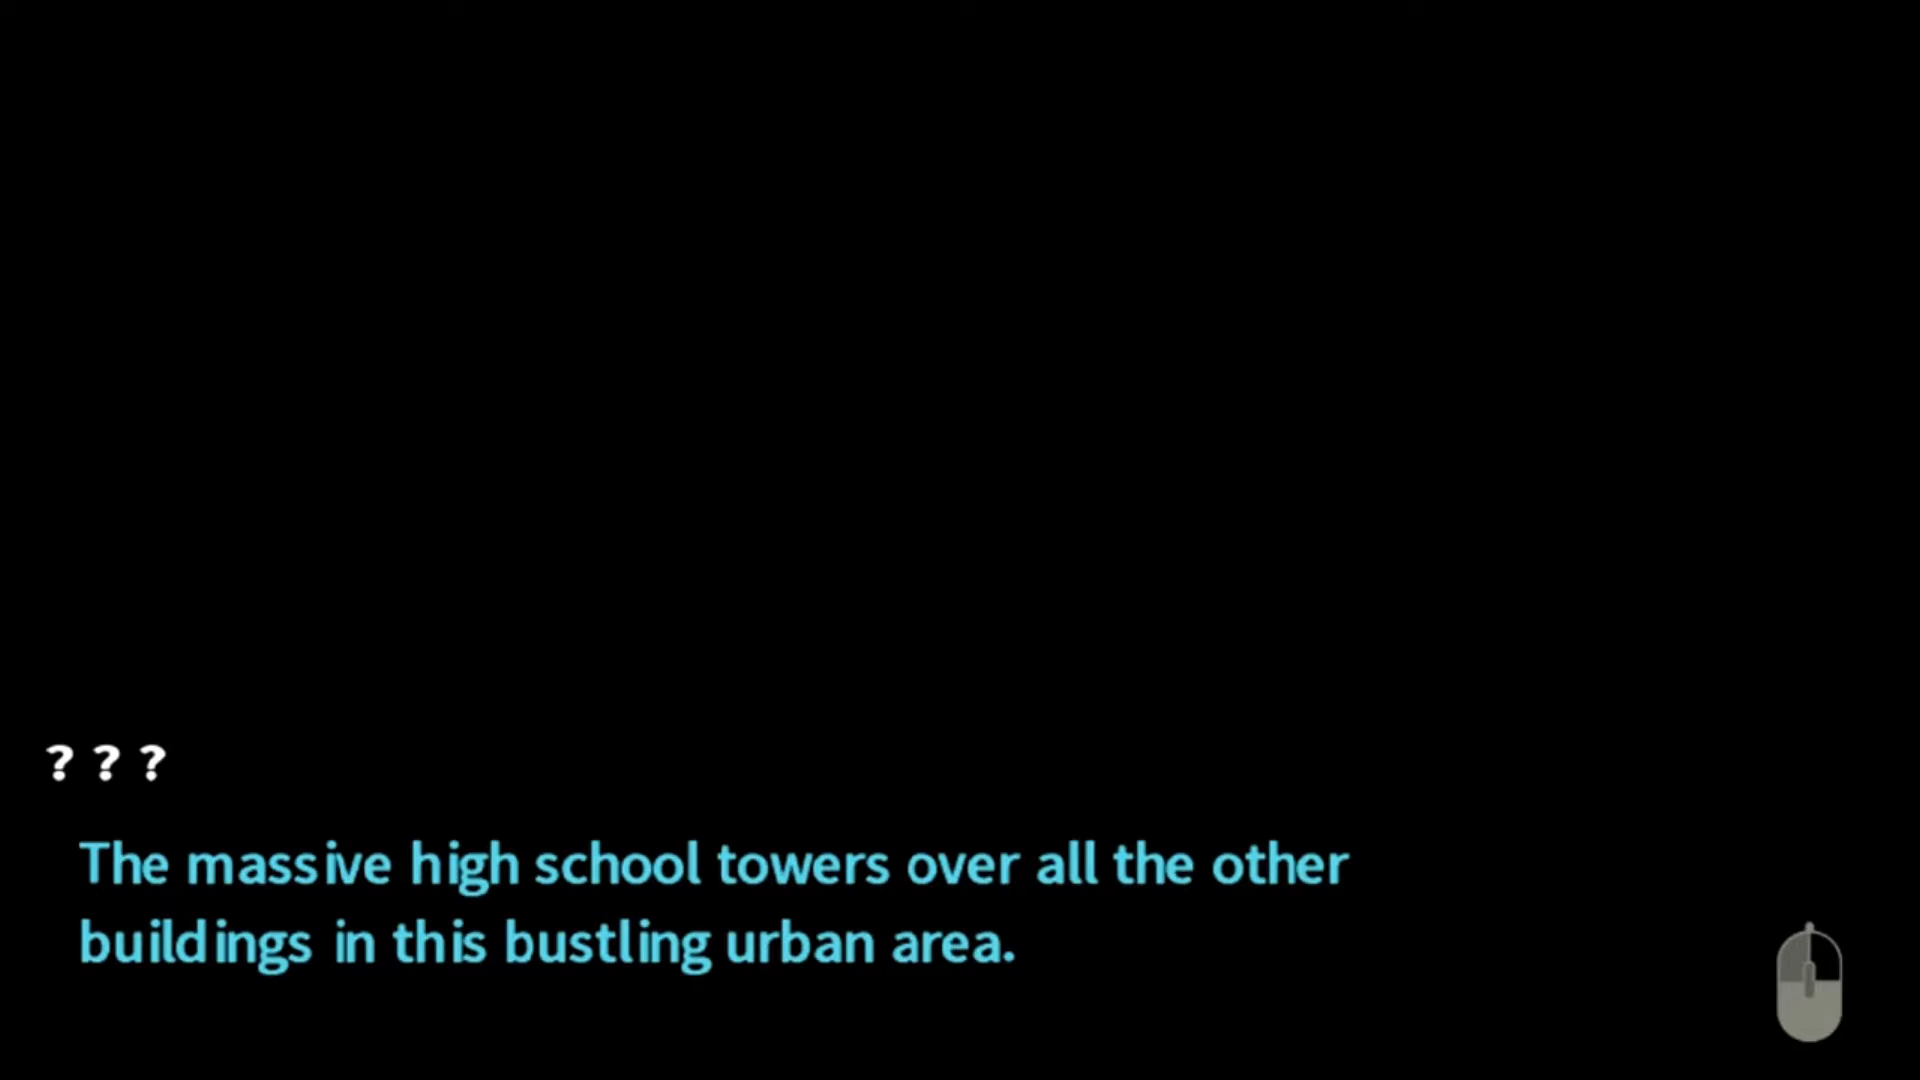 ? ? ?
The massive high school towers over all the other
buildings in this bustling urban area.